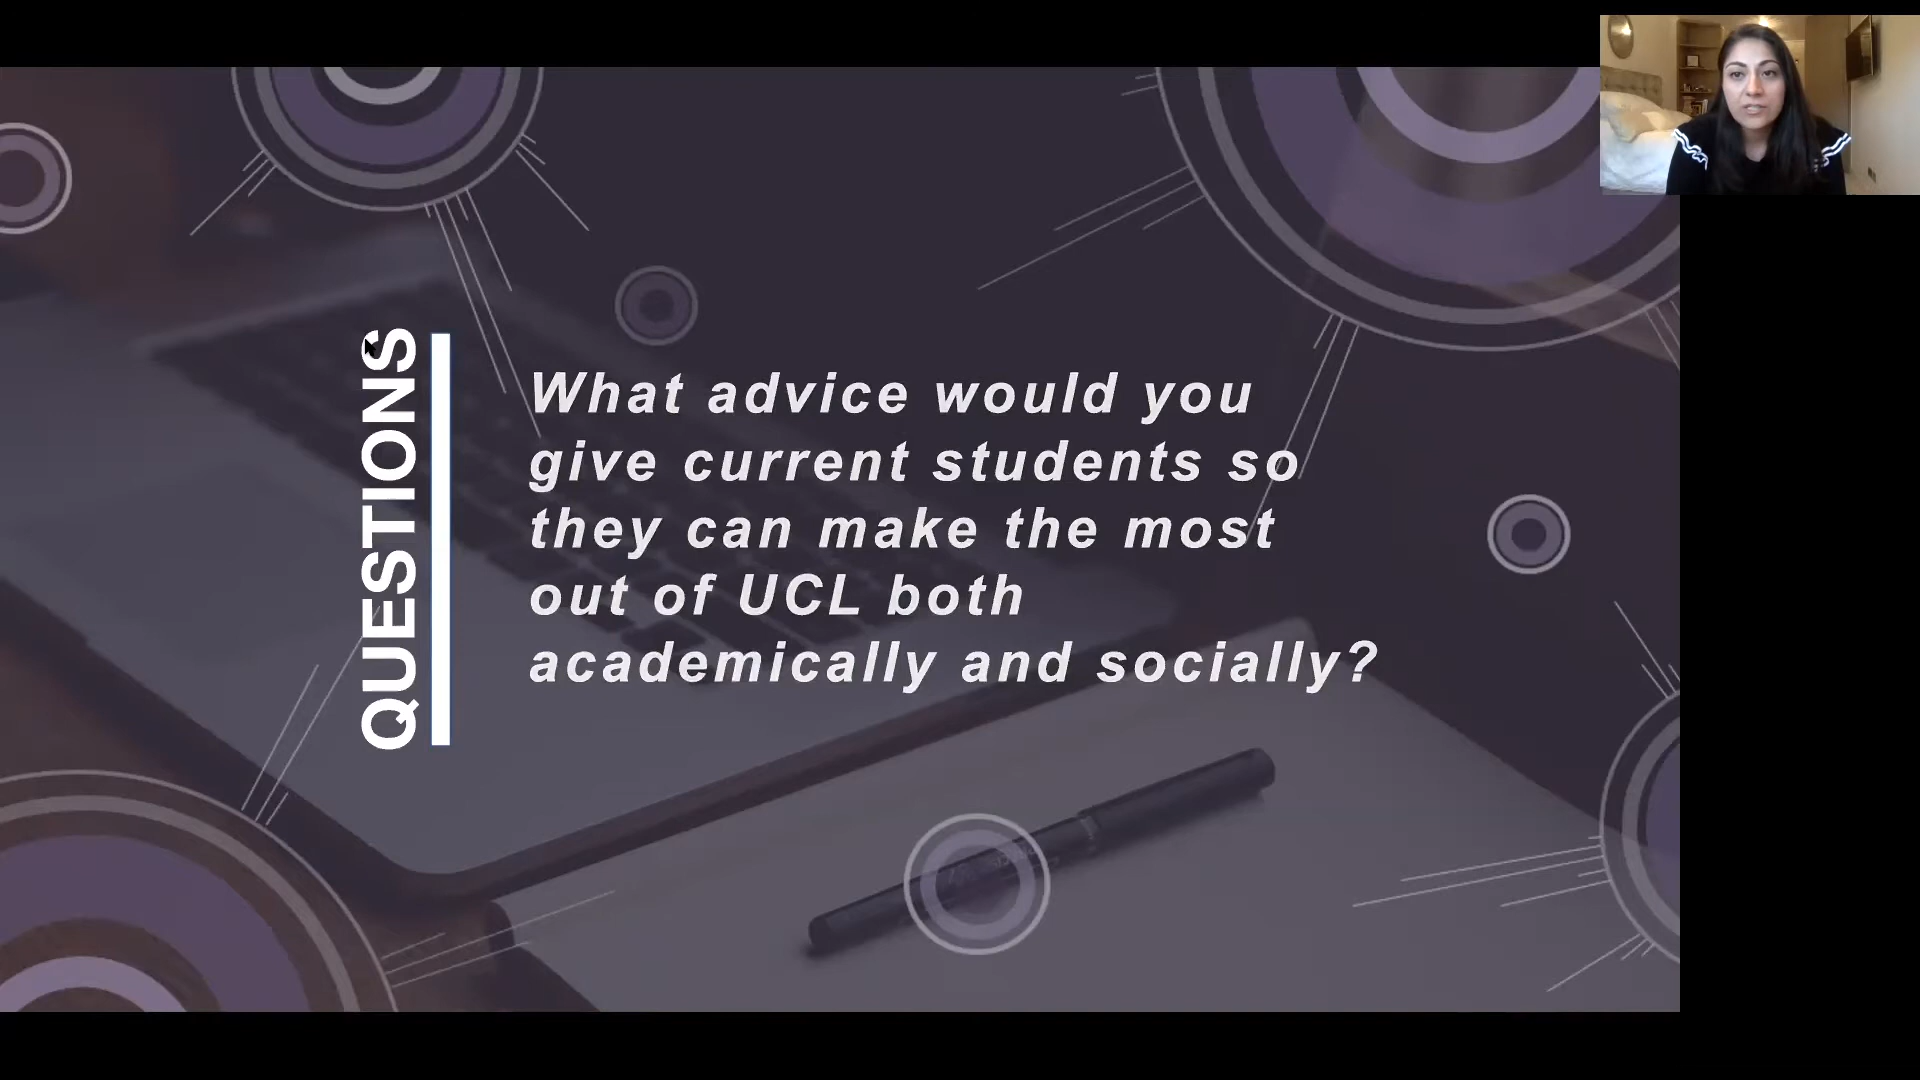 QUESTIONS
What advice would you
give current students so
they can make the most
out of UCL both
academically and socially?